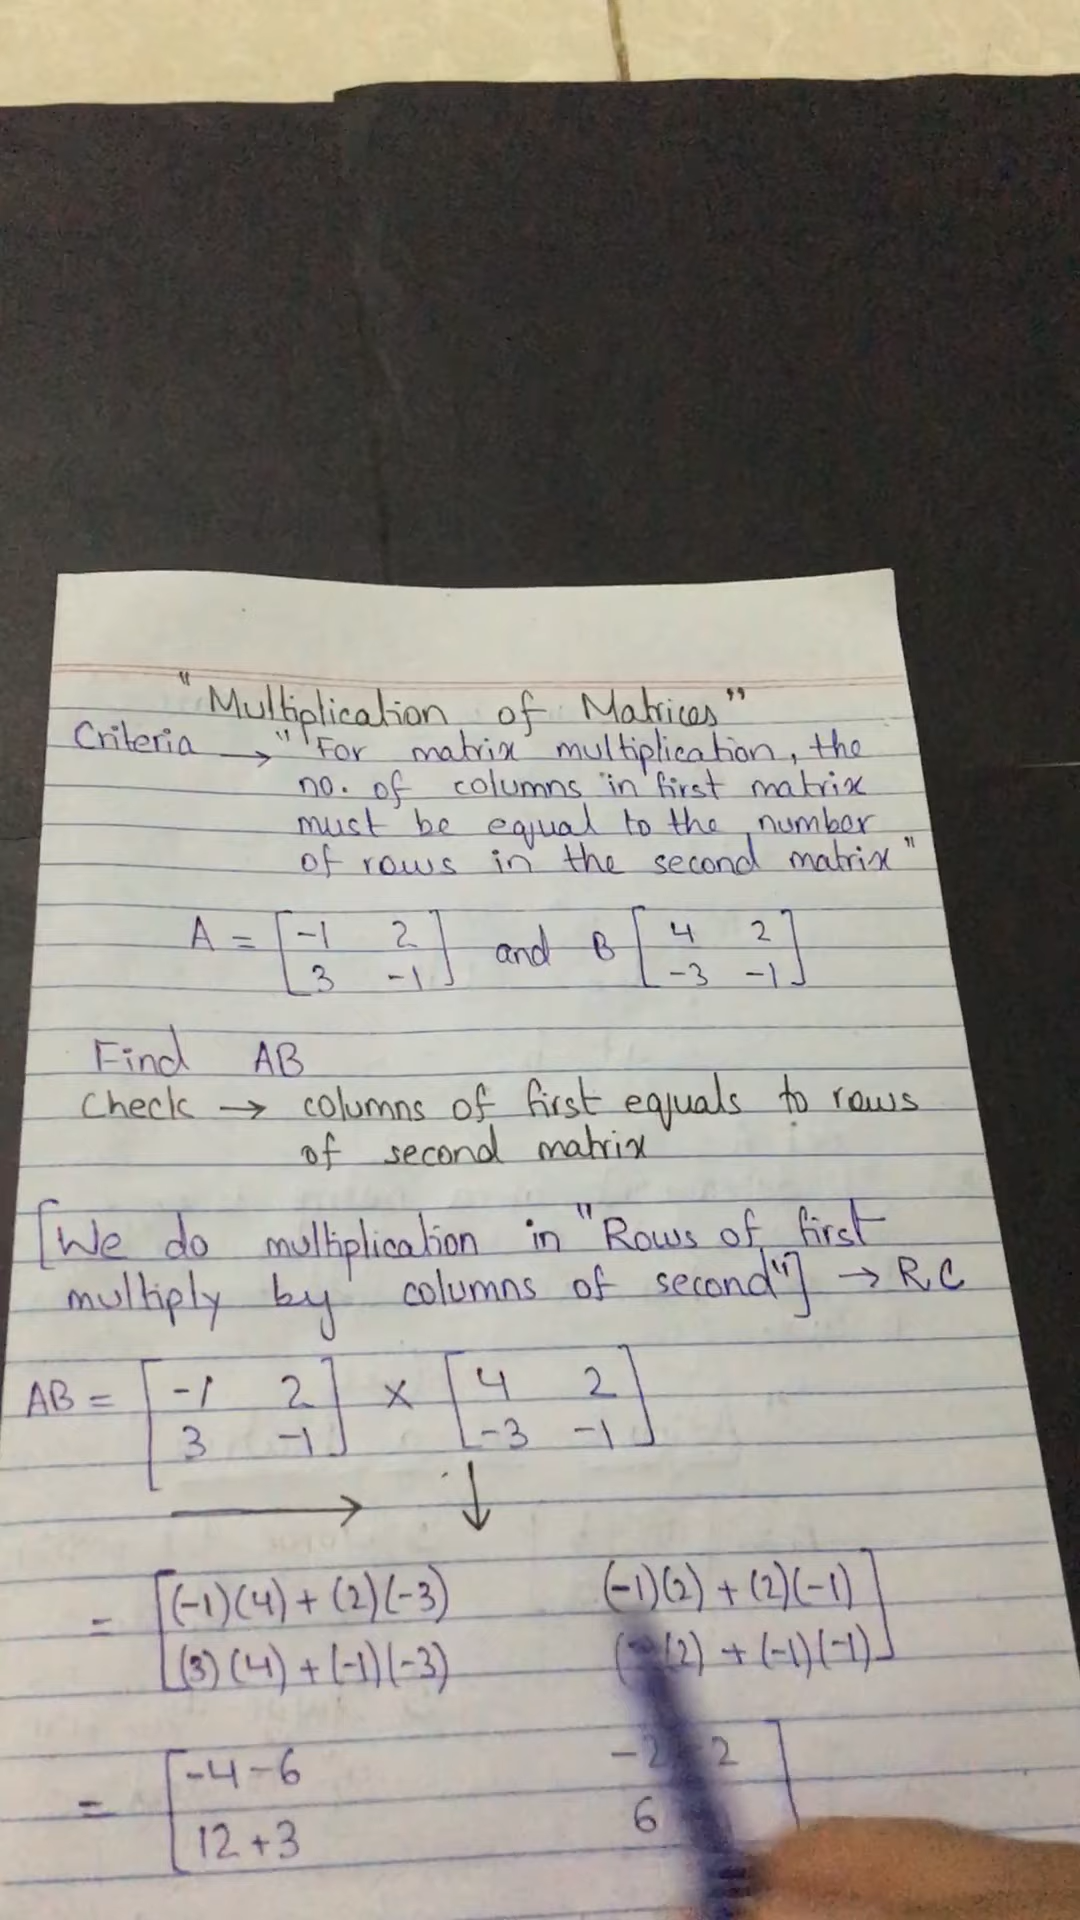 "Multiplication of Matrices"
Criteria → "For matrix multiplication, the
no. of columns in first matrix
must be equal to the number
of rows in the second matrix"
A = [-1 2] and B [4 2]
[3 -1] [-3 -1]
Find AB
Check → columns of first equals to rows
of second matrix
[We do multiplication in "Rows of first
multiply by columns of second"] → RC
AB = [-1 2] × [4 2]
[3 -1] [-3 -1]
= [(-1)(4) + (2)(-3) (-1)(2) + (2)(-1)]
[(3)(4) + (-1)(-3) (2) + (-1)(-1)]
= [-4-6 -2 2]
[12+3 6